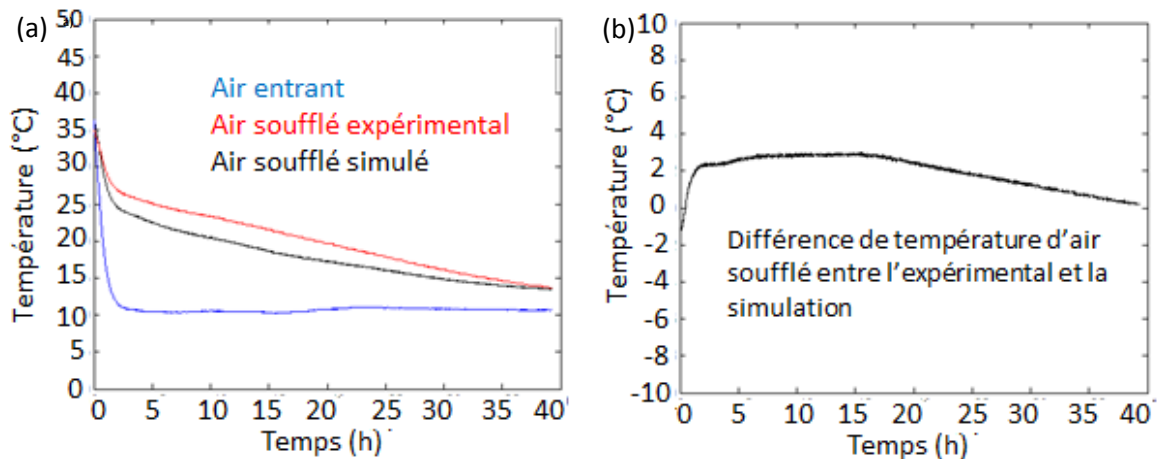 (a)
50
45
40
35
30
25
20
15
10
5
0
Température (°C)
Air entrant
Air soufflé expérimental
Air soufflé simulé
0 5 10 15 20 25 30 35 40
Temps (h)
(b)
10
8
6
4
2
0
-2
-4
-6
-8
-10
Température (°C)
Différence de température d'air
soufflé entre l'expérimental et la
simulation
0 5 10 15 20 25 30 35 40
Temps (h)